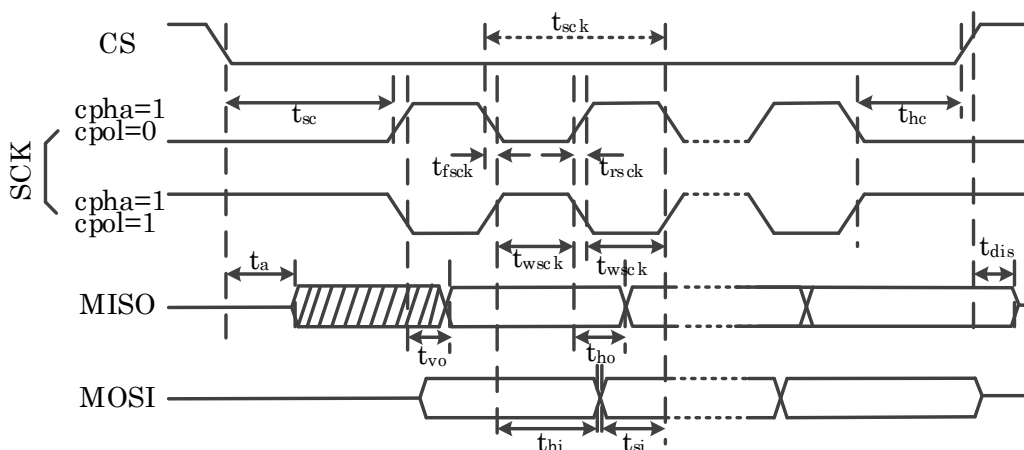 CS
t_sck
cpha=1
cpol=0
t_sc
t_hc
SCK
t_fsck
t_rsck
cpha=1
cpol=1
t_a
t_wsck
t_wsck
t_dis
MISO
t_vo
t_ho
MOSI
t_hi
t_si